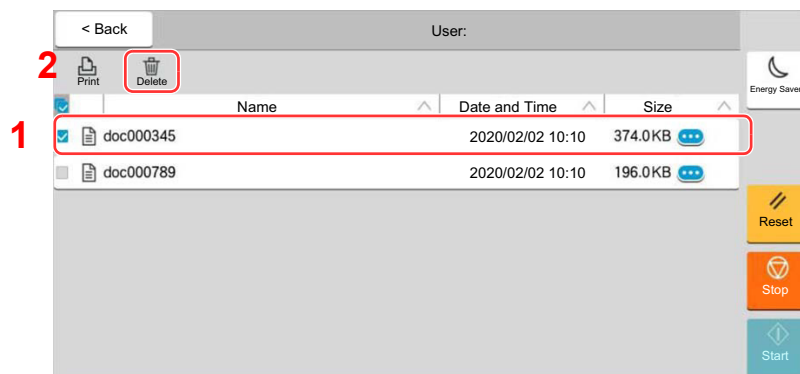 < Back
User:
2
Print
Delete
Energy Saver
Name
Date and Time
Size
1
doc000345 2020/02/02 10:10 374.0KB
doc000789 2020/02/02 10:10 196.0KB
Reset
Stop
Start